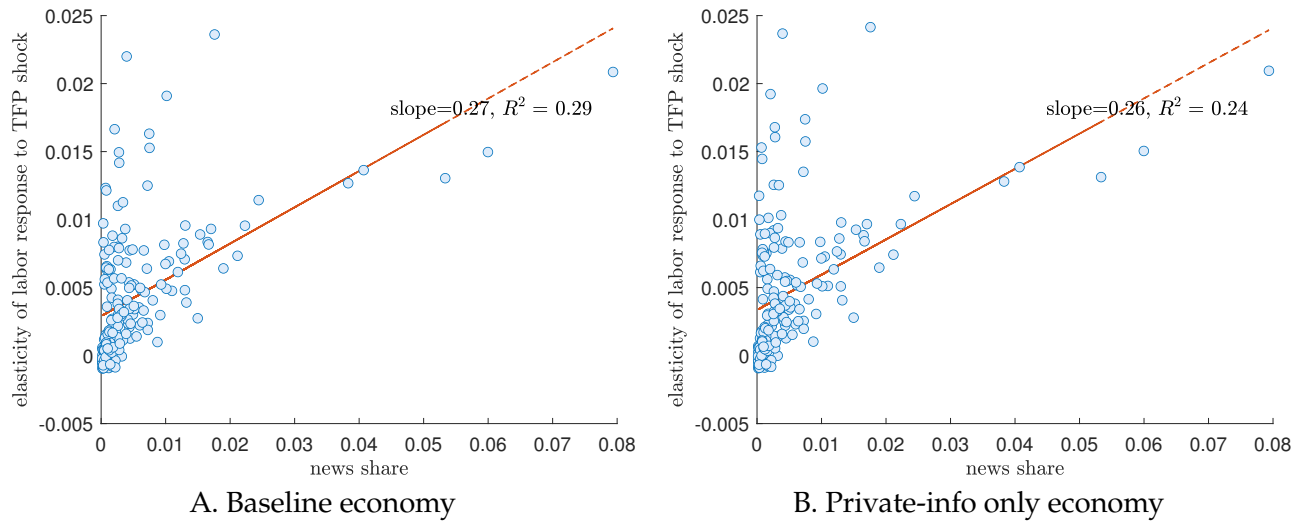 0.025
0.02
0.015
0.01
0.005
0
-0.005
elasticity of labor response to TFP shock
slope=0.27, R² = 0.29
0 0.01 0.02 0.03 0.04 0.05 0.06 0.07 0.08
news share
A. Baseline economy
0.025
0.02
0.015
0.01
0.005
0
-0.005
elasticity of labor response to TFP shock
slope=0.26, R² = 0.24
0 0.01 0.02 0.03 0.04 0.05 0.06 0.07 0.08
news share
B. Private-info only economy